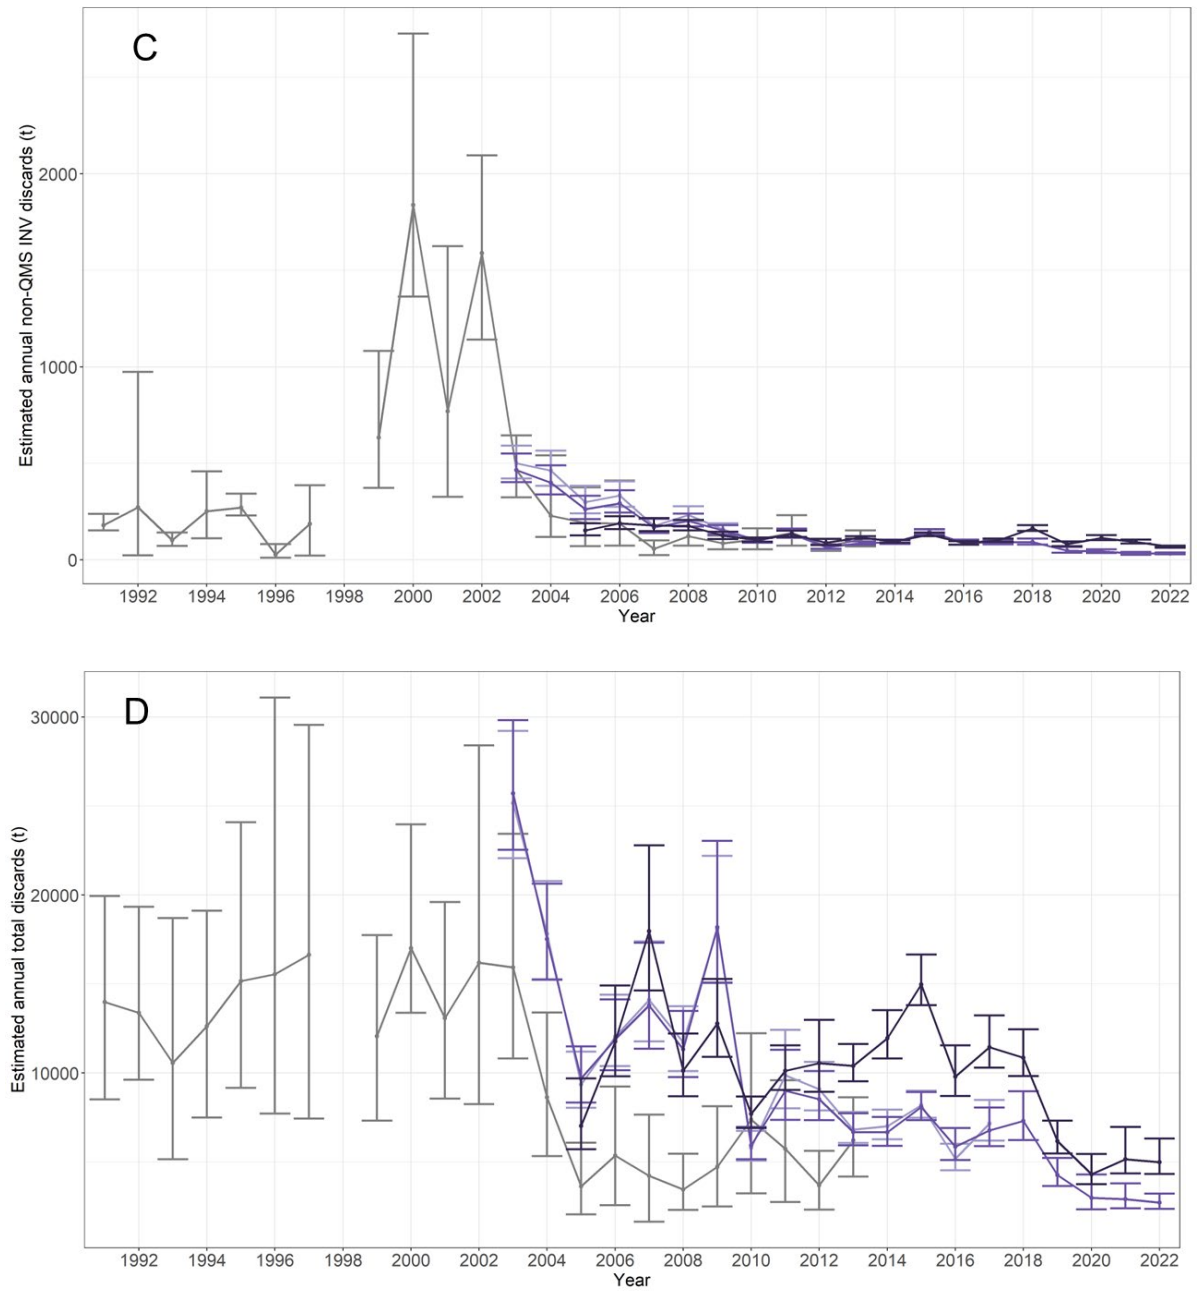 C
Estimated annual non-QMS INV discards (t)
2000
1000
0
1992 1994 1996 1998 2000 2002 2004 2006 2008 2010 2012 2014 2016 2018 2020 2022
Year
D
Estimated annual total discards (t)
30000
20000
10000
1992 1994 1996 1998 2000 2002 2004 2006 2008 2010 2012 2014 2016 2018 2020 2022
Year